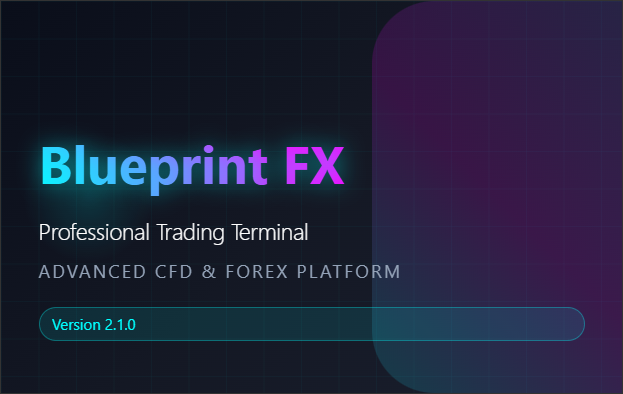 Blueprint FX
Professional Trading Terminal
ADVANCED CFD & FOREX PLATFORM
Version 2.1.0